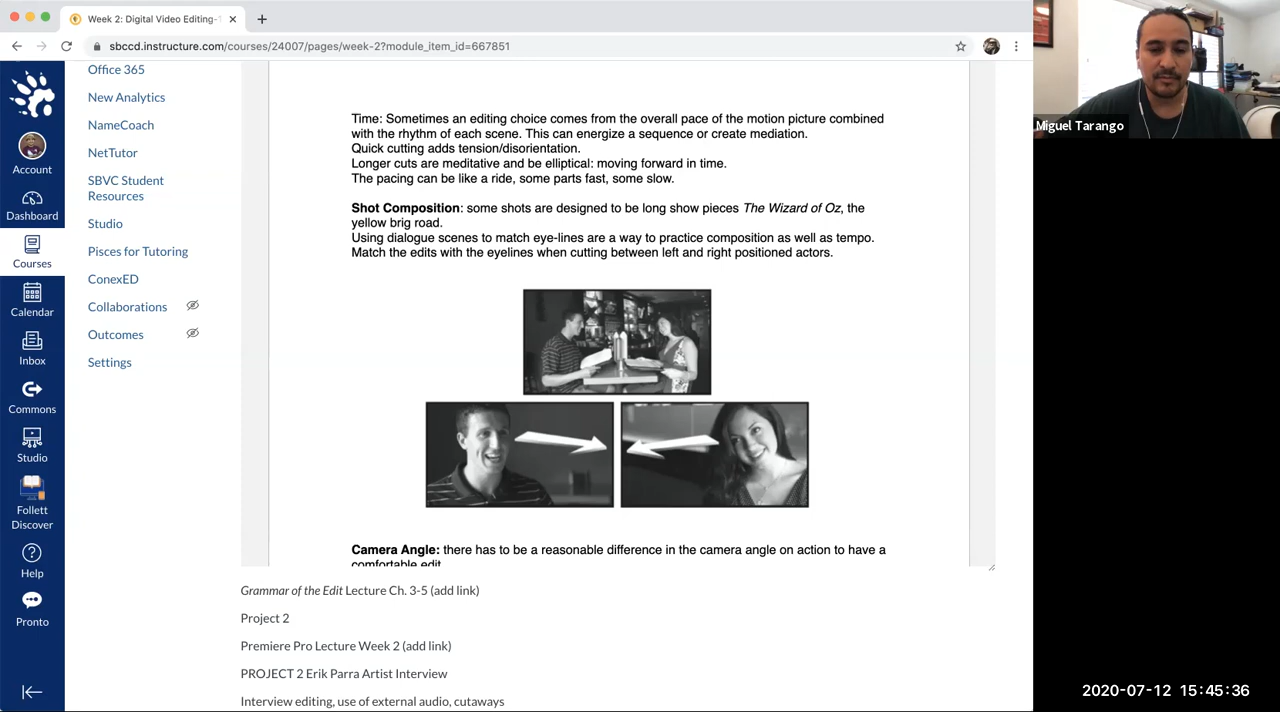 Week 2: Digital Video Editing-
sbccd.instructure.com/courses/24007/pages/week-2?module_item_id=667851
Account
Dashboard
Courses
Calendar
Inbox
Commons
Studio
Follett
Discover
Help
Pronto
Office 365
New Analytics
NameCoach
NetTutor
SBVC Student
Resources
Studio
Pisces for Tutoring
ConexED
Collaborations
Outcomes
Settings
Time: Sometimes an editing choice comes from the overall pace of the motion picture combined
with the rhythm of each scene. This can energize a sequence or create mediation.
Quick cutting adds tension/disorientation.
Longer cuts are meditative and be elliptical: moving forward in time.
The pacing can be like a ride, some parts fast, some slow.
Shot Composition: some shots are designed to be long show pieces The Wizard of Oz, the
yellow brig road.
Using dialogue scenes to match eye-lines are a way to practice composition as well as tempo.
Match the edits with the eyelines when cutting between left and right positioned actors.
Camera Angle: there has to be a reasonable difference in the camera angle on action to have a
comfortable edit
Grammar of the Edit Lecture Ch. 3-5 (add link)
Project 2
Premiere Pro Lecture Week 2 (add link)
PROJECT 2 Erik Parra Artist Interview
Interview editing, use of external audio, cutaways
Miguel Tarango
2020-07-12 15:45:36